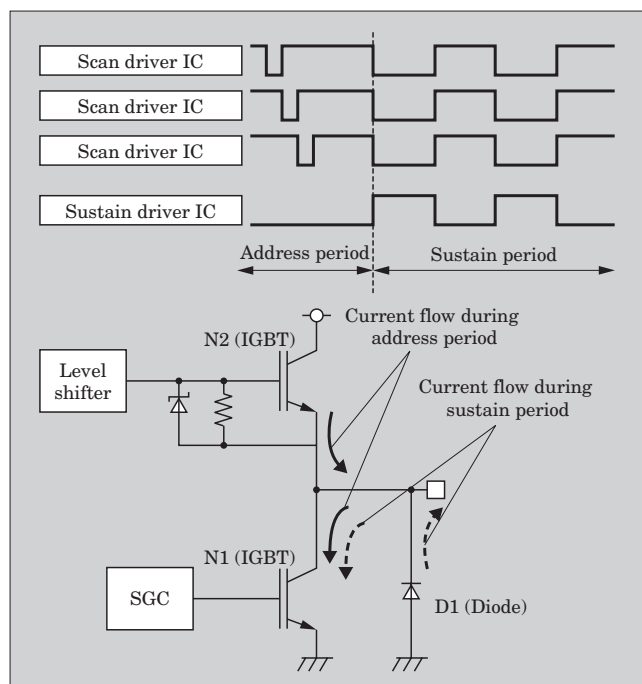 Scan driver IC
Scan driver IC
Scan driver IC
Sustain driver IC
Address period
Sustain period
N2 (IGBT)
Current flow during
address period
Level
shifter
Current flow during
sustain period
N1 (IGBT)
SGC
D1 (Diode)